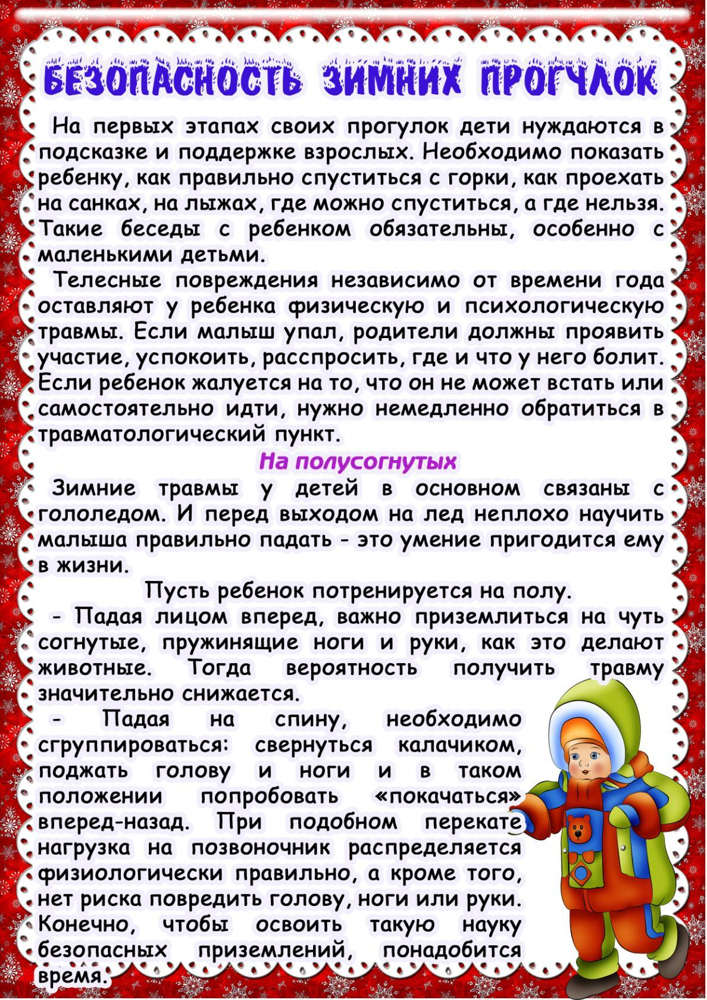 БЕЗОПАСНОСТЬ ЗИМНИХ ПРОГУЛОК
На первых этапах своих прогулок дети нуждаются в
подсказке и поддержке взрослых. Необходимо показать
ребенку, как правильно спуститься с горки, как проехать
на санках, на лыжах, где можно спуститься, а где нельзя.
Такие беседы с ребенком обязательны, особенно с
маленькими детьми.
Телесные повреждения независимо от времени года
оставляют у ребенка физическую и психологическую
травмы. Если малыш упал, родители должны проявить
участие, успокоить, расспросить, где и что у него болит.
Если ребенок жалуется на то, что он не может встать или
самостоятельно идти, нужно немедленно обратиться в
травматологический пункт.
На полусогнутых
Зимние травмы у детей в основном связаны с
гололедом. И перед выходом на лед неплохо научить
малыша правильно падать - это умение пригодится ему
в жизни.
Пусть ребенок потренируется на полу.
- Падая лицом вперед, важно приземлиться на чуть
согнутые, пружинящие ноги и руки, как это делают
животные. Тогда вероятность получить травму
значительно снижается.
- Падая на спину, необходимо
сгруппироваться: свернуться калачиком,
поджать голову и ноги и в таком
положении попробовать «покачаться»
вперед-назад. При подобном перекате
нагрузка на позвоночник распределяется
физиологически правильно, а кроме того,
нет риска повредить голову, ноги или руки.
Конечно, чтобы освоить такую науку
безопасных приземлений, понадобится
время.